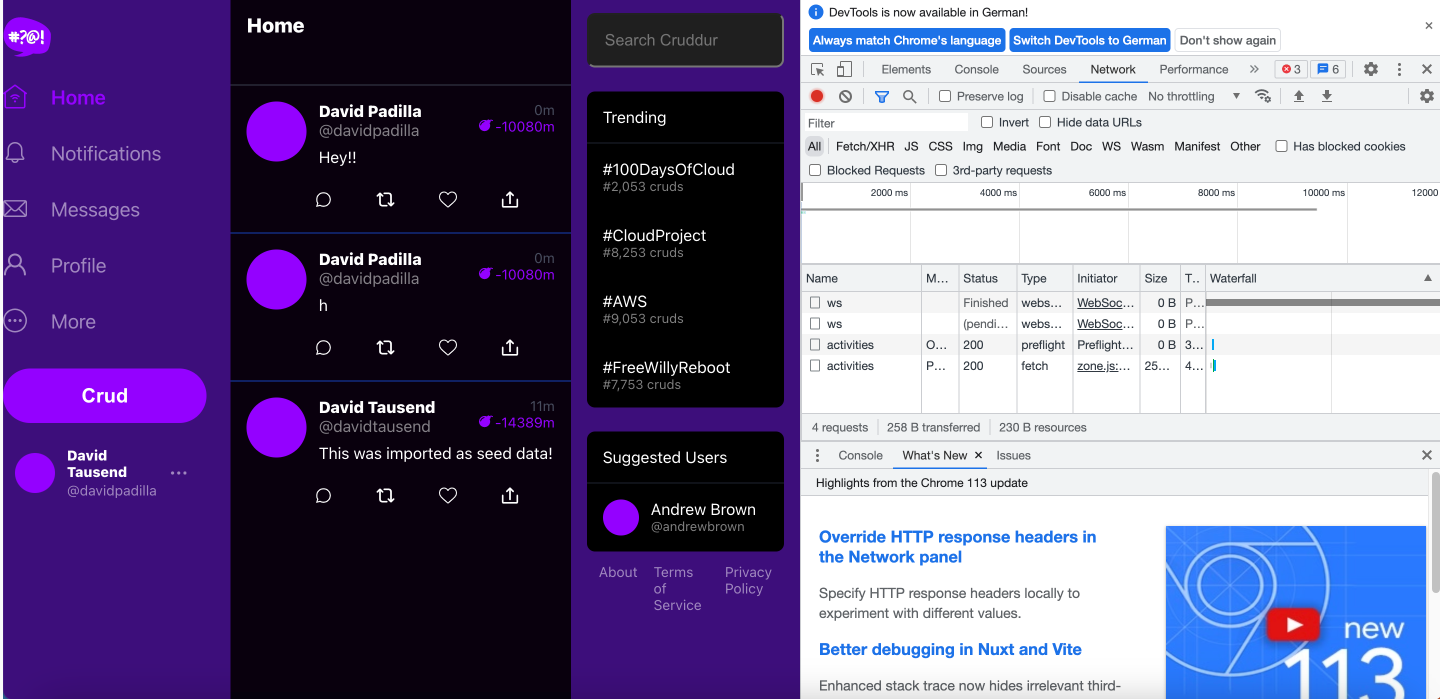 #?@!
Home
Notifications
Messages
Profile
More
Crud
David
Tausend
@davidpadilla
Home
David Padilla
0m
@davidpadilla
-10080m
Hey!!
David Padilla
0m
@davidpadilla
-10080m
h
David Tausend
11m
@davidtausend
-14389m
This was imported as seed data!
Search Cruddur
Trending
#100DaysOfCloud
#2,053 cruds
#CloudProject
#8,253 cruds
#AWS
#9,053 cruds
#FreeWillyReboot
#7,753 cruds
Suggested Users
Andrew Brown
@andrewbrown
About
Terms
of
Service
Privacy
Policy
DevTools is now available in German!
Always match Chrome's language Switch DevTools to German Don't show again
Elements Console Sources Network Performance 3 6
Preserve log Disable cache No throttling
Filter Invert Hide data URLs
All Fetch/XHR JS CSS Img Media Font Doc WS Wasm Manifest Other Has blocked cookies
Blocked Requests 3rd-party requests
2000 ms 4000 ms 6000 ms 8000 ms 10000 ms 12000
Name M... Status Type Initiator Size T... Waterfall
ws Finished webs... WebSoc... 0 B P...
ws (pendi... webs... WebSoc... 0 B P...
activities O... 200 preflight Preflight... 0 B 3...
activities P... 200 fetch zone.js:... 25... 4...
4 requests 258 B transferred 230 B resources
Console What's New Issues
Highlights from the Chrome 113 update
Override HTTP response headers in
the Network panel
Specify HTTP response headers locally to
experiment with different values.
Better debugging in Nuxt and Vite
Enhanced stack trace now hides irrelevant third-
new
113